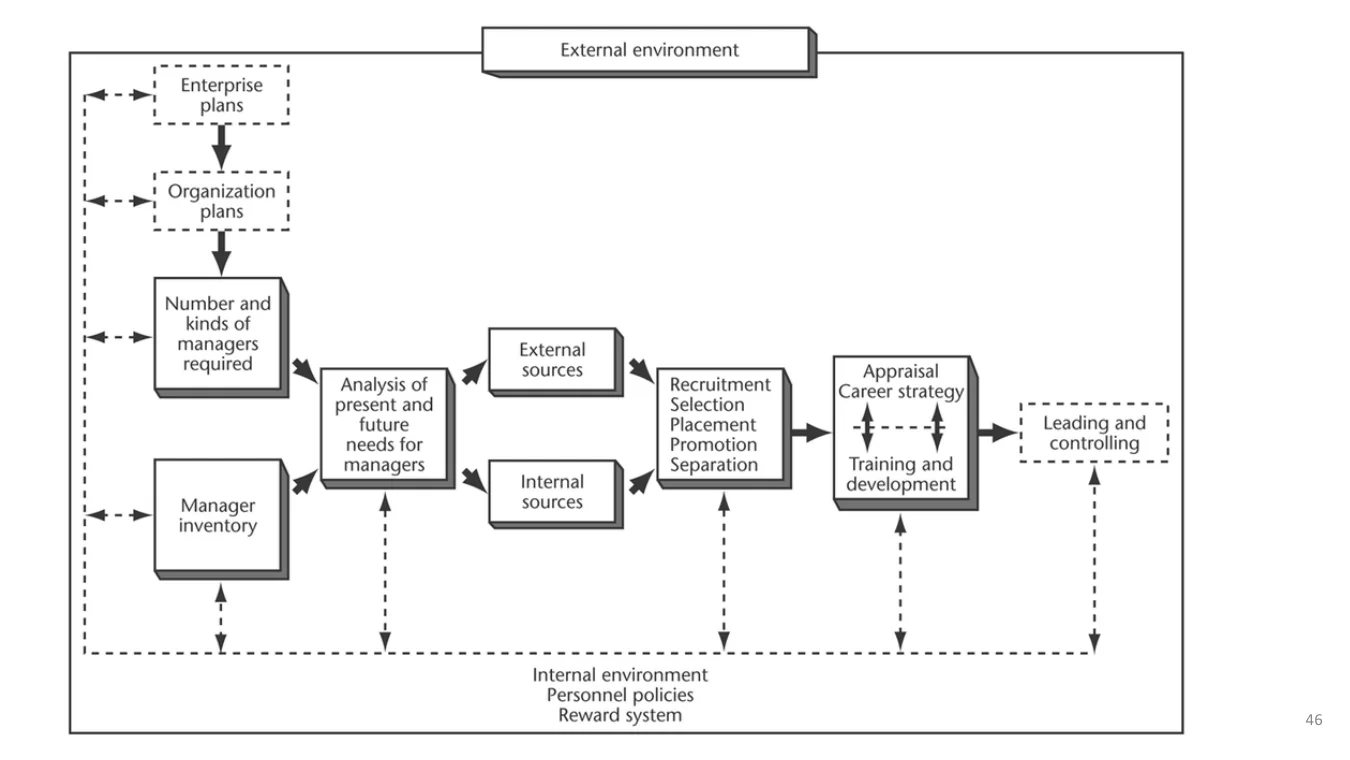 External environment
Enterprise
plans
Organization
plans
Number and
kinds of
managers
required
Manager
inventory
Analysis of
present and
future
needs for
managers
External
sources
Internal
sources
Recruitment
Selection
Placement
Promotion
Separation
Appraisal
Career strategy
Training and
development
Leading and
controlling
Internal environment
Personnel policies
Reward system
46